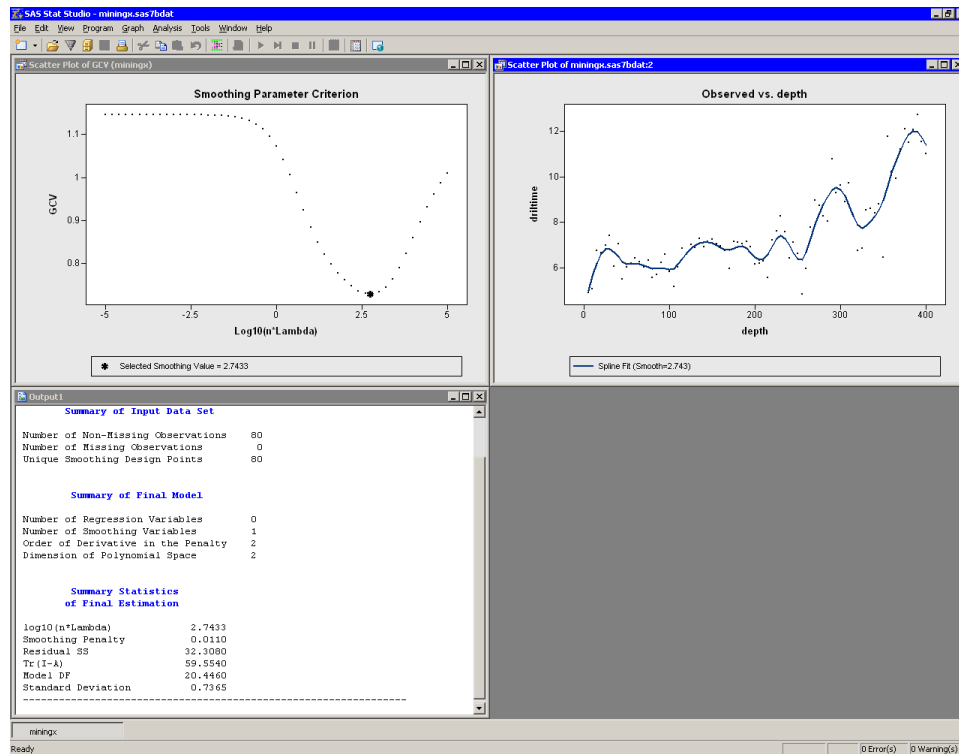 SAS Stat Studio - miningx.sas7bdat
File Edit View Program Graph Analysis Tools Window Help
Scatter Plot of GCV (miningx)
Smoothing Parameter Criterion
GCV
1.1
1
0.9
0.8
-5 -2.5 0 2.5 5
Log10(n*Lambda)
Selected Smoothing Value = 2.7433
Scatter Plot of miningx.sas7bdat:2
Observed vs. depth
driltime
12
10
8
6
0 100 200 300 400
depth
Spline Fit (Smooth=2.743)
Output1
Summary of Input Data Set
Number of Non-Missing Observations 80
Number of Missing Observations 0
Unique Smoothing Design Points 80
Summary of Final Model
Number of Regression Variables 0
Number of Smoothing Variables 1
Order of Derivative in the Penalty 2
Dimension of Polynomial Space 2
Summary Statistics
of Final Estimation
log10(n*Lambda) 2.7433
Smoothing Penalty 0.0110
Residual SS 32.3080
Tr(I-A) 59.5540
Model DF 20.4460
Standard Deviation 0.7365
miningx
Ready
0 Error(s) 0 Warning(s)